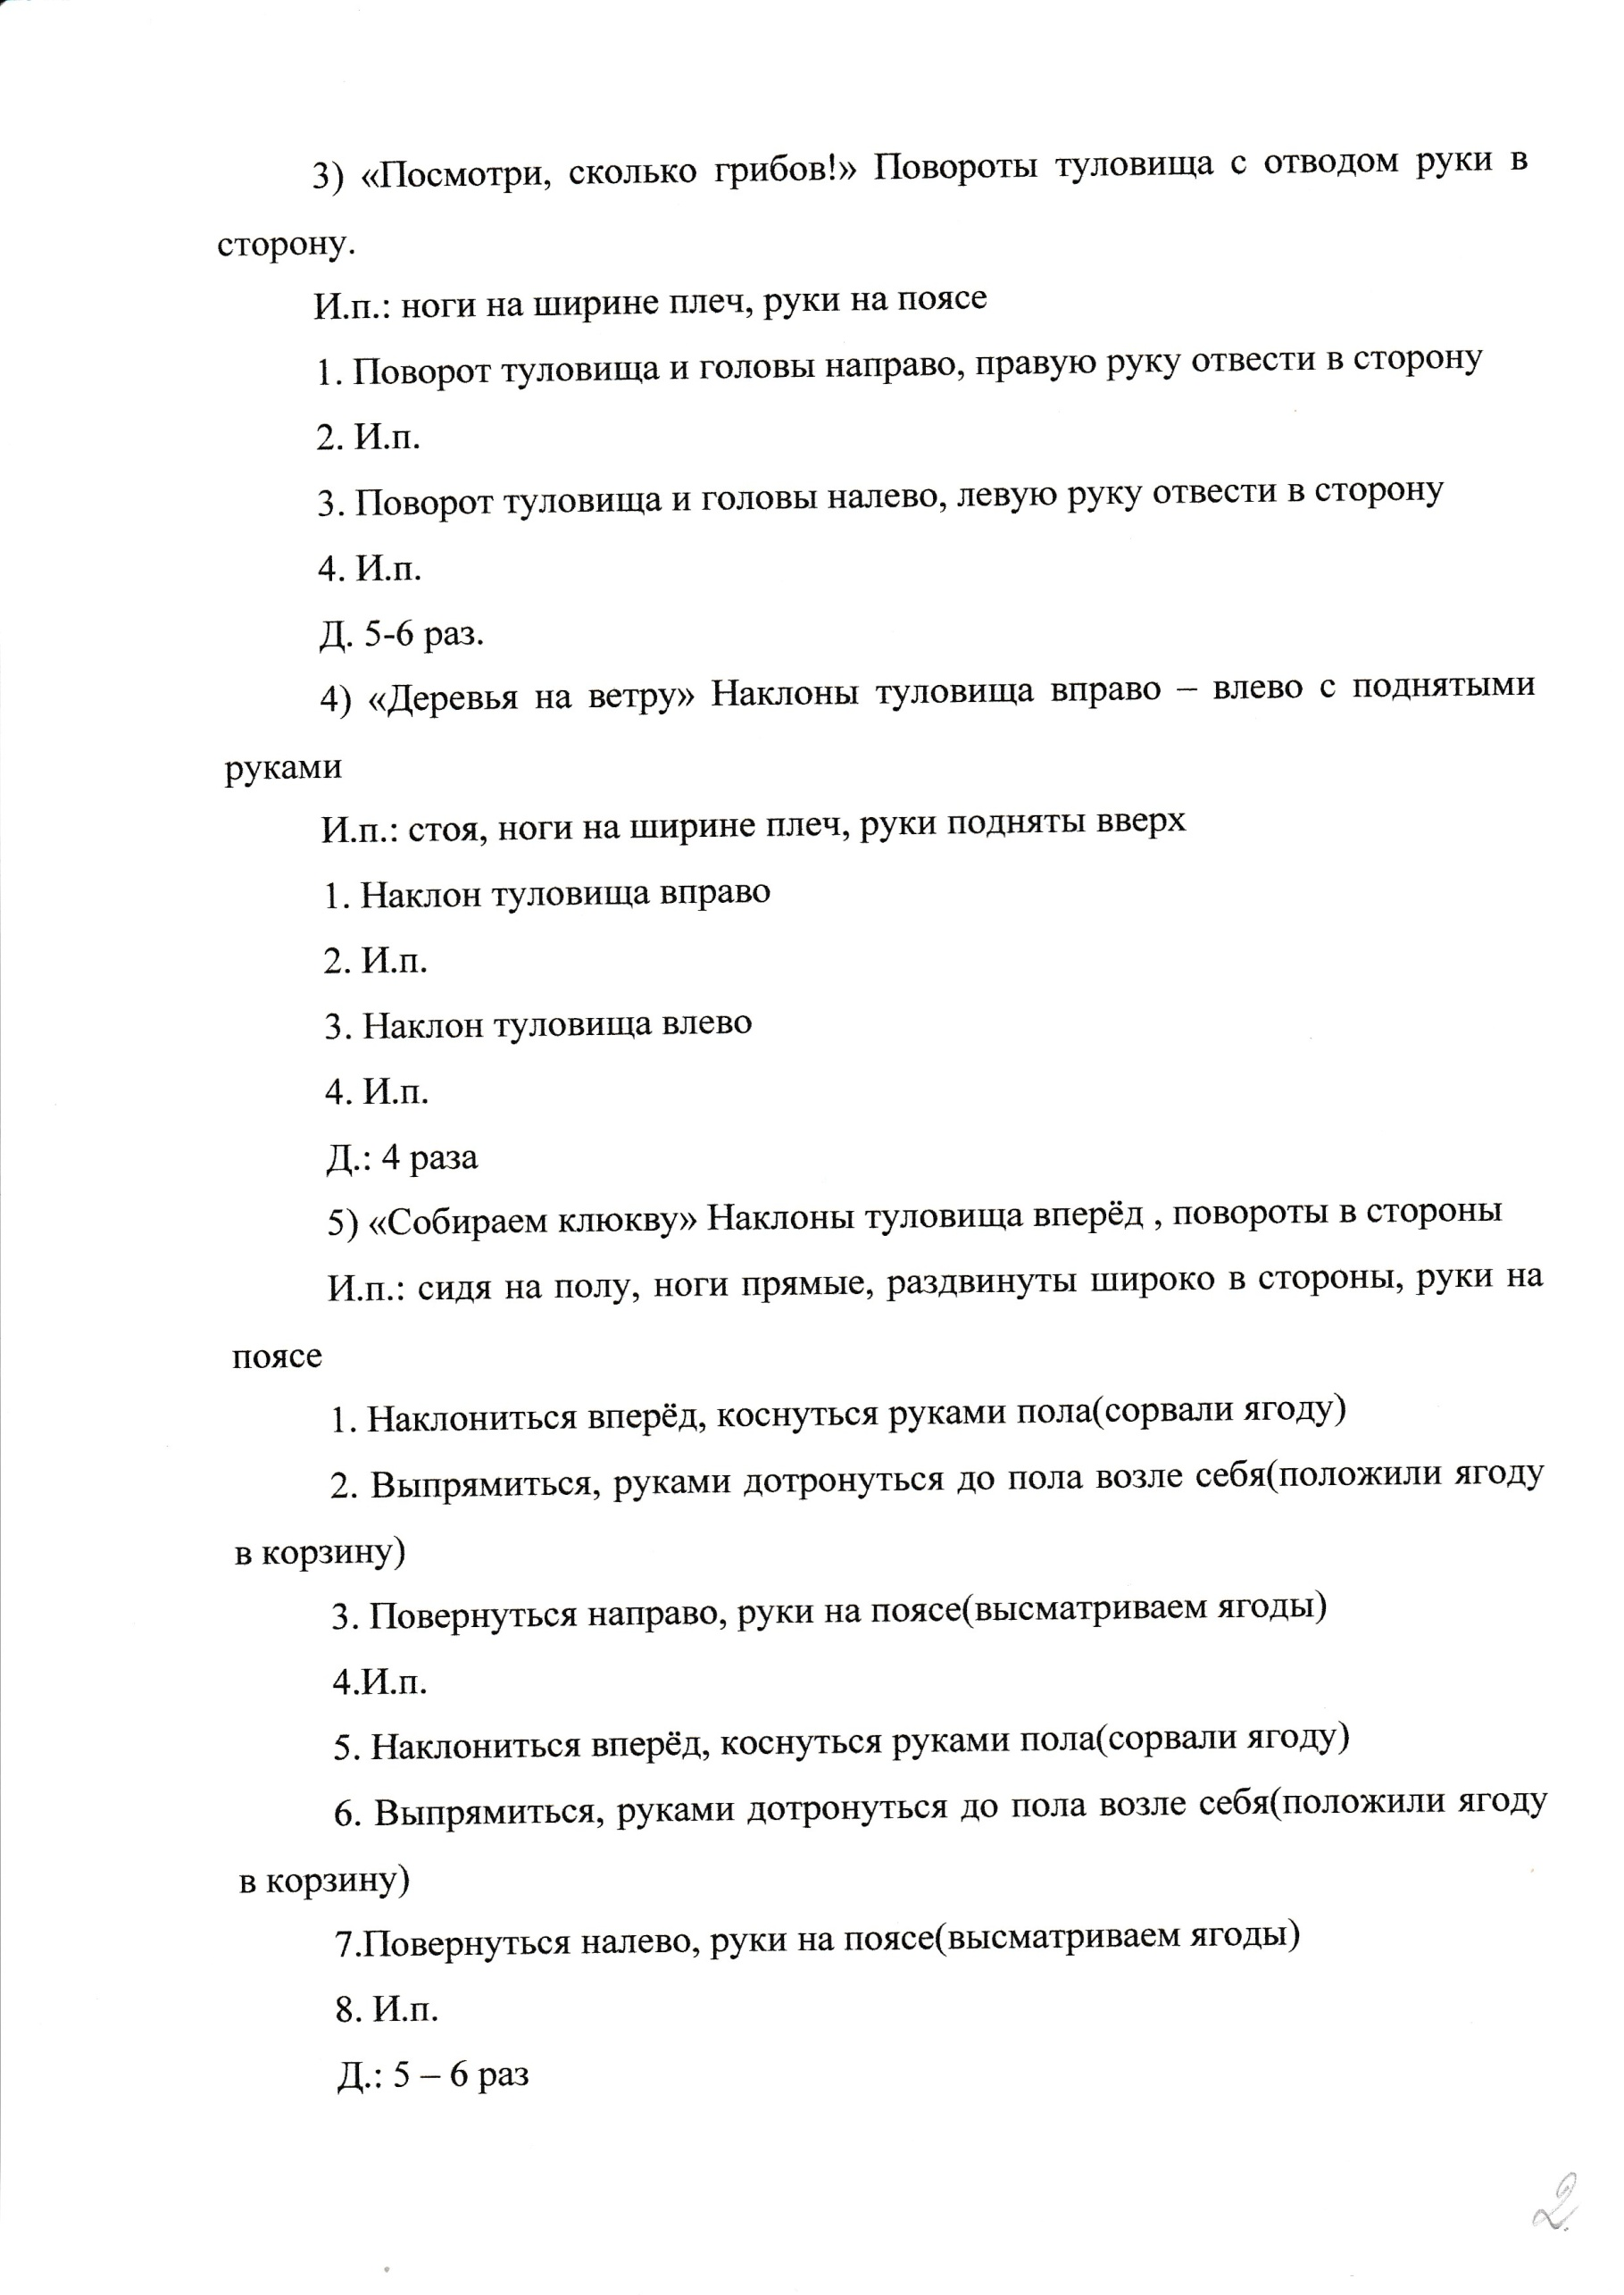 3) «Посмотри, сколько грибов!» Повороты туловища с отводом руки в
сторону.
И.п.: ноги на ширине плеч, руки на поясе
1. Поворот туловища и головы направо, правую руку отвести в сторону
2. И.п.
3. Поворот туловища и головы налево, левую руку отвести в сторону
4. И.п.
Д. 5-6 раз.
4) «Деревья на ветру» Наклоны туловища вправо – влево с поднятыми
руками
И.п.: стоя, ноги на ширине плеч, руки подняты вверх
1. Наклон туловища вправо
2. И.п.
3. Наклон туловища влево
4. И.п.
Д.: 4 раза
5) «Собираем клюкву» Наклоны туловища вперёд , повороты в стороны
И.п.: сидя на полу, ноги прямые, раздвинуты широко в стороны, руки на
поясе
1. Наклониться вперёд, коснуться руками пола(сорвали ягоду)
2. Выпрямиться, руками дотронуться до пола возле себя(положили ягоду
в корзину)
3. Повернуться направо, руки на поясе(высматриваем ягоды)
4.И.п.
5. Наклониться вперёд, коснуться руками пола(сорвали ягоду)
6. Выпрямиться, руками дотронуться до пола возле себя(положили ягоду
в корзину)
7.Повернуться налево, руки на поясе(высматриваем ягоды)
8. И.п.
Д.: 5 – 6 раз
2.